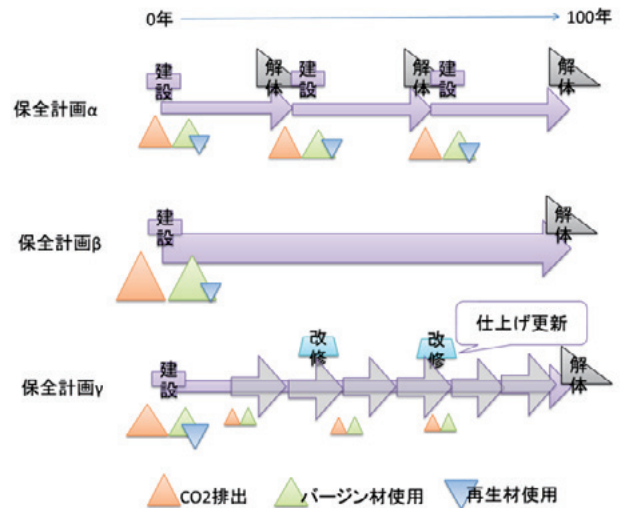 0年
100年
建設
解体
建設
解体
建設
解体
保全計画α
建設
解体
保全計画β
改修
改修
仕上げ更新
建設
解体
保全計画γ
CO2排出
バージン材使用
再生材使用